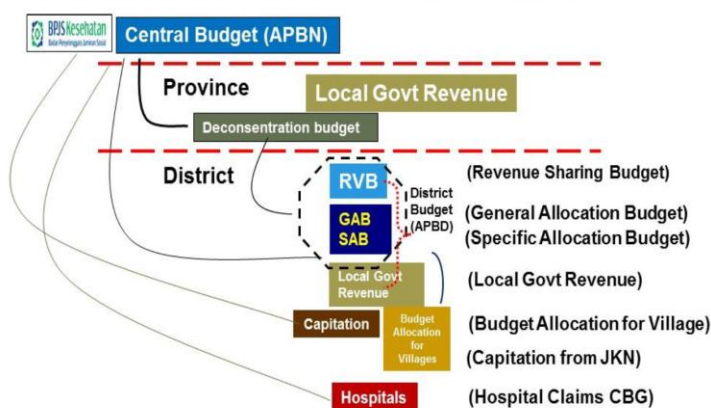 BPJS Kesehatan
Badan Penyelenggara Jaminan Sosial
Central Budget (APBN)
Province
Local Govt Revenue
Deconsentration budget
District
RVB
District
Budget
(APBD)
(Revenue Sharing Budget)
GAB
SAB
(General Allocation Budget)
(Specific Allocation Budget)
Local Govt
Revenue
(Local Govt Revenue)
Capitation
Budget
Allocation
for
Villages
(Budget Allocation for Village)
(Capitation from JKN)
Hospitals
(Hospital Claims CBG)